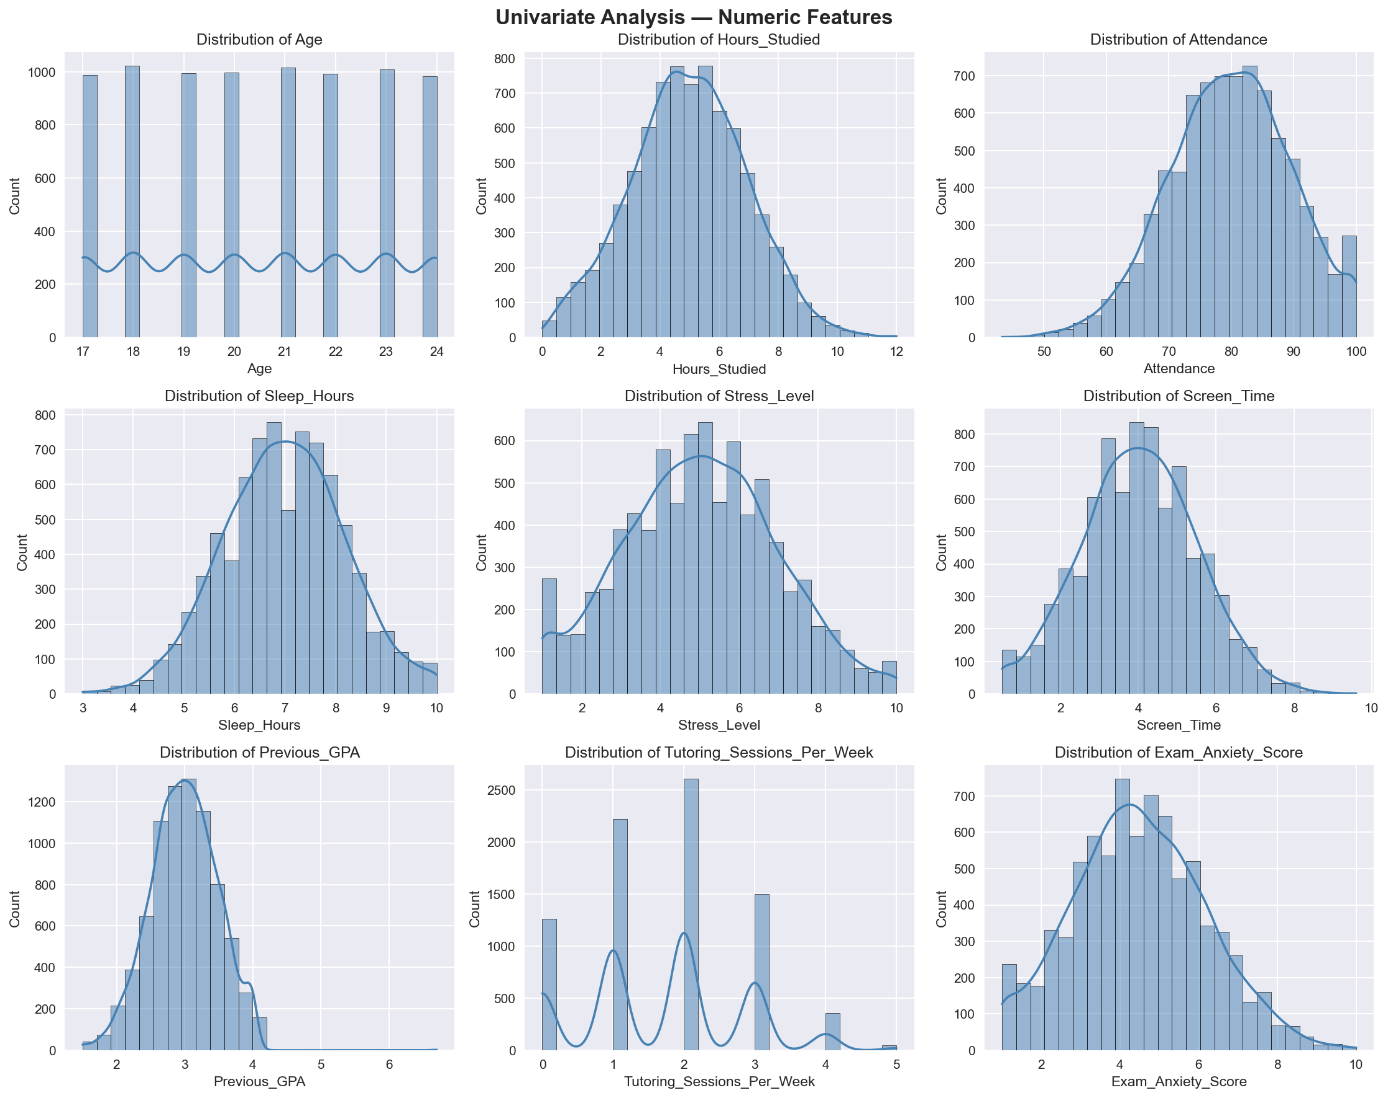 Univariate Analysis — Numeric Features
Distribution of Age
Count
0
200
400
600
800
1000
17 18 19 20 21 22 23 24
Age
Distribution of Hours_Studied
Count
0
100
200
300
400
500
600
700
800
0 2 4 6 8 10 12
Hours_Studied
Distribution of Attendance
Count
0
100
200
300
400
500
600
700
50 60 70 80 90 100
Attendance
Distribution of Sleep_Hours
Count
0
100
200
300
400
500
600
700
800
3 4 5 6 7 8 9 10
Sleep_Hours
Distribution of Stress_Level
Count
0
100
200
300
400
500
600
2 4 6 8 10
Stress_Level
Distribution of Screen_Time
Count
0
100
200
300
400
500
600
700
800
2 4 6 8 10
Screen_Time
Distribution of Previous_GPA
Count
0
200
400
600
800
1000
1200
2 3 4 5 6
Previous_GPA
Distribution of Tutoring_Sessions_Per_Week
Count
0
500
1000
1500
2000
2500
0 1 2 3 4 5
Tutoring_Sessions_Per_Week
Distribution of Exam_Anxiety_Score
Count
0
100
200
300
400
500
600
700
2 4 6 8 10
Exam_Anxiety_Score